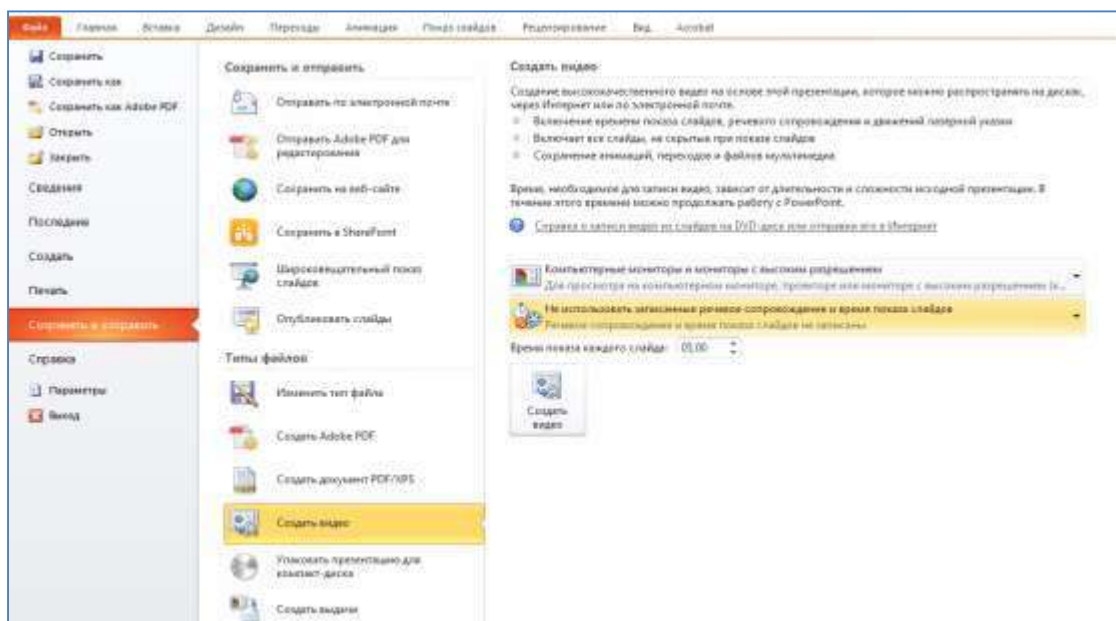 Файл Главная Вставка Дизайн Переходы Анимация Показ слайдов Рецензирование Вид Acrobat
Сохранить
Сохранить как
Сохранить как Adobe PDF
Открыть
Закрыть
Сведения
Последние
Создать
Печать
Сохранить и отправить
Справка
Параметры
Выход
Сохранить и отправить
Отправить по электронной почте
Отправить Adobe PDF для
редактирования
Сохранить на веб-сайте
Сохранить в SharePoint
Широковещательный показ
слайдов
Опубликовать слайды
Типы файлов
Изменить тип файла
Создать Adobe PDF
Создать документ PDF/XPS
Создать видео
Упаковать презентацию для
компакт-диска
Создать выдачи
Создать видео
Создание высококачественного видео на основе этой презентации, которое можно распространять на дисках,
через Интернет или по электронной почте.
Включение времени показа слайдов, речевого сопровождения и движений лазерной указки
Включает все слайды, не скрытые при показе слайдов
Сохранение анимаций, переходов и файлов мультимедиа
Время, необходимое для записи видео, зависит от длительности и сложности исходной презентации. В
течение этого времени можно продолжать работу с PowerPoint.
Справка о записи видео из слайдов на DVD-диск или отправки его в Интернет
Компьютерные мониторы и мониторы с высоким разрешением
Для просмотра на компьютерном мониторе, проекторе или мониторе с высоким разрешением (к...
Не использовать записанные речевое сопровождение и время показа слайдов
Речевое сопровождение и время показа слайдов не записаны
Время показа каждого слайда: 05,00
Создать
видео